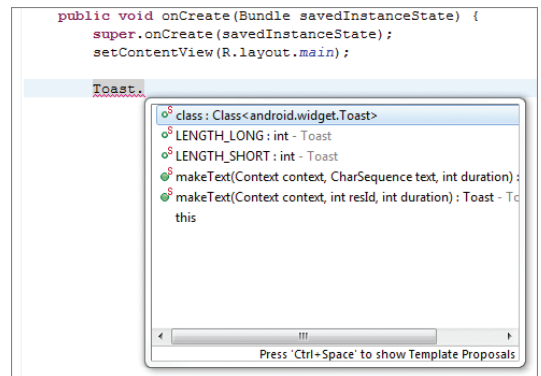 public void onCreate(Bundle savedInstanceState) {
super.onCreate(savedInstanceState);
setContentView(R.layout.main);
Toast.
class : Class<android.widget.Toast>
LENGTH_LONG : int - Toast
LENGTH_SHORT : int - Toast
makeText(Context context, CharSequence text, int duration) :
makeText(Context context, int resId, int duration) : Toast - To
this
Press 'Ctrl+Space' to show Template Proposals